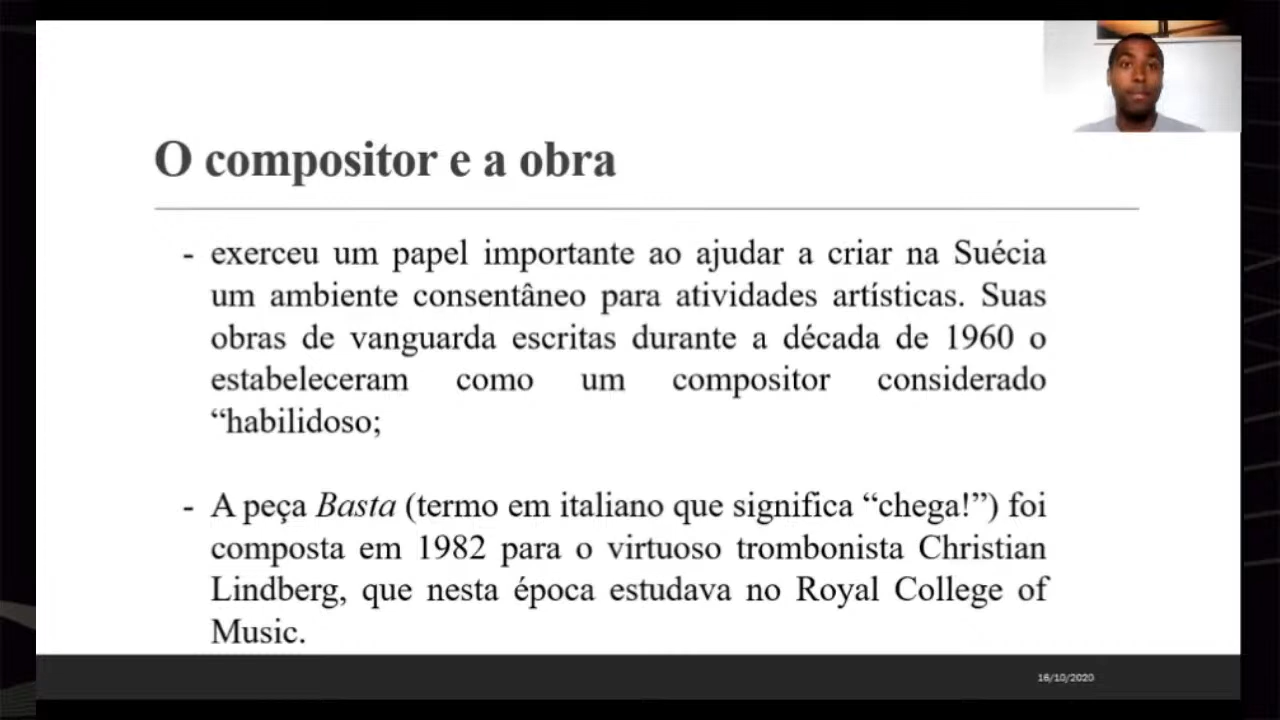 O compositor e a obra
- exerceu um papel importante ao ajudar a criar na Suécia
um ambiente consentâneo para atividades artísticas. Suas
obras de vanguarda escritas durante a década de 1960 o
estabeleceram como um compositor considerado
“habilidoso;
- A peça Basta (termo em italiano que significa “chega!”) foi
composta em 1982 para o virtuoso trombonista Christian
Lindberg, que nesta época estudava no Royal College of
Music.
16/10/2020